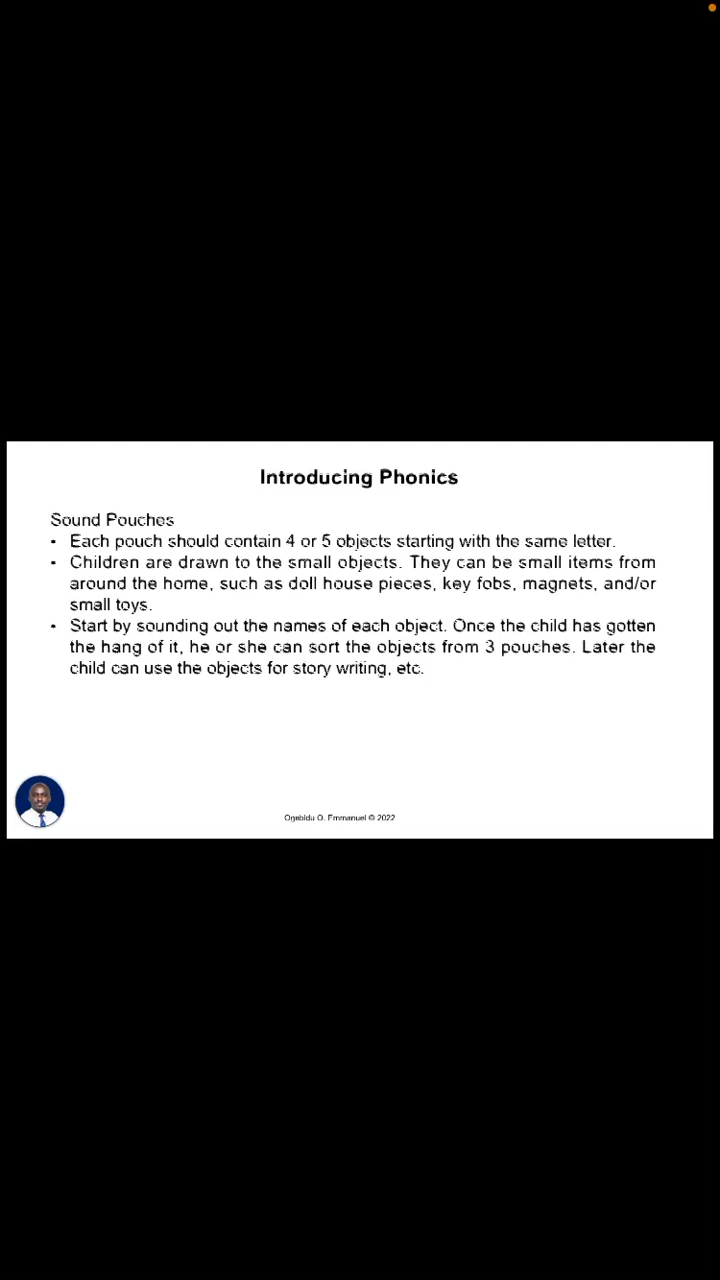 Introducing Phonics
Sound Pouches
• Each pouch should contain 4 or 5 objects starting with the same letter.
• Children are drawn to the small objects. They can be small items from
around the home, such as doll house pieces, key fobs, magnets, and/or
small toys.
• Start by sounding out the names of each object. Once the child has gotten
the hang of it, he or she can sort the objects from 3 pouches. Later the
child can use the objects for story writing, etc.
O. Emmanuel © 2022